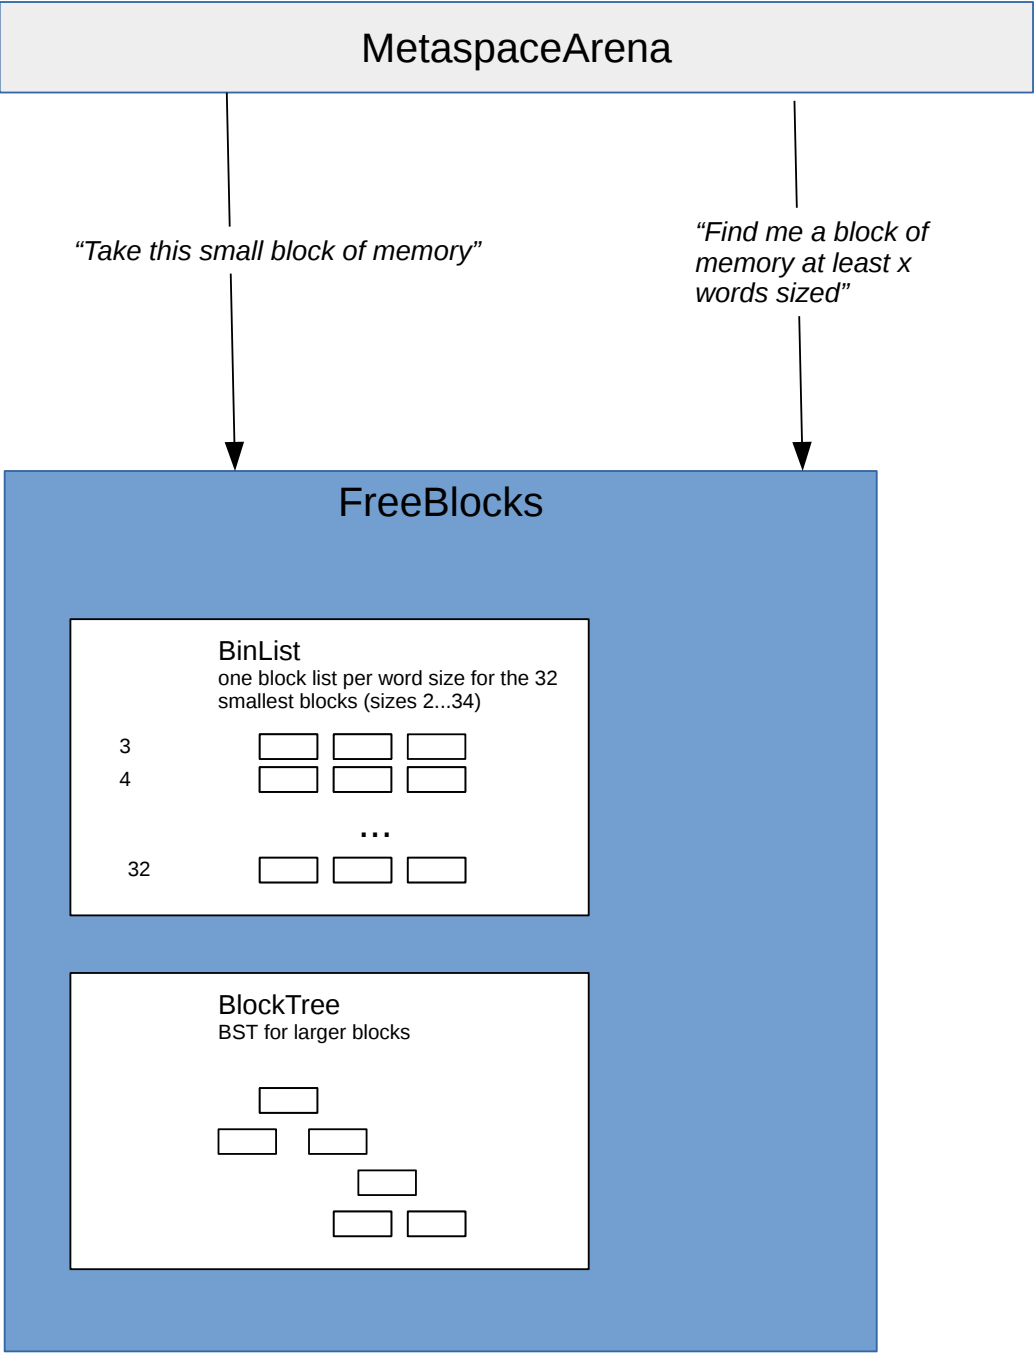 MetaspaceArena
“Take this small block of memory”
“Find me a block of
memory at least x
words sized”
FreeBlocks
BinList
one block list per word size for the 32
smallest blocks (sizes 2...34)
3
4
...
32
BlockTree
BST for larger blocks